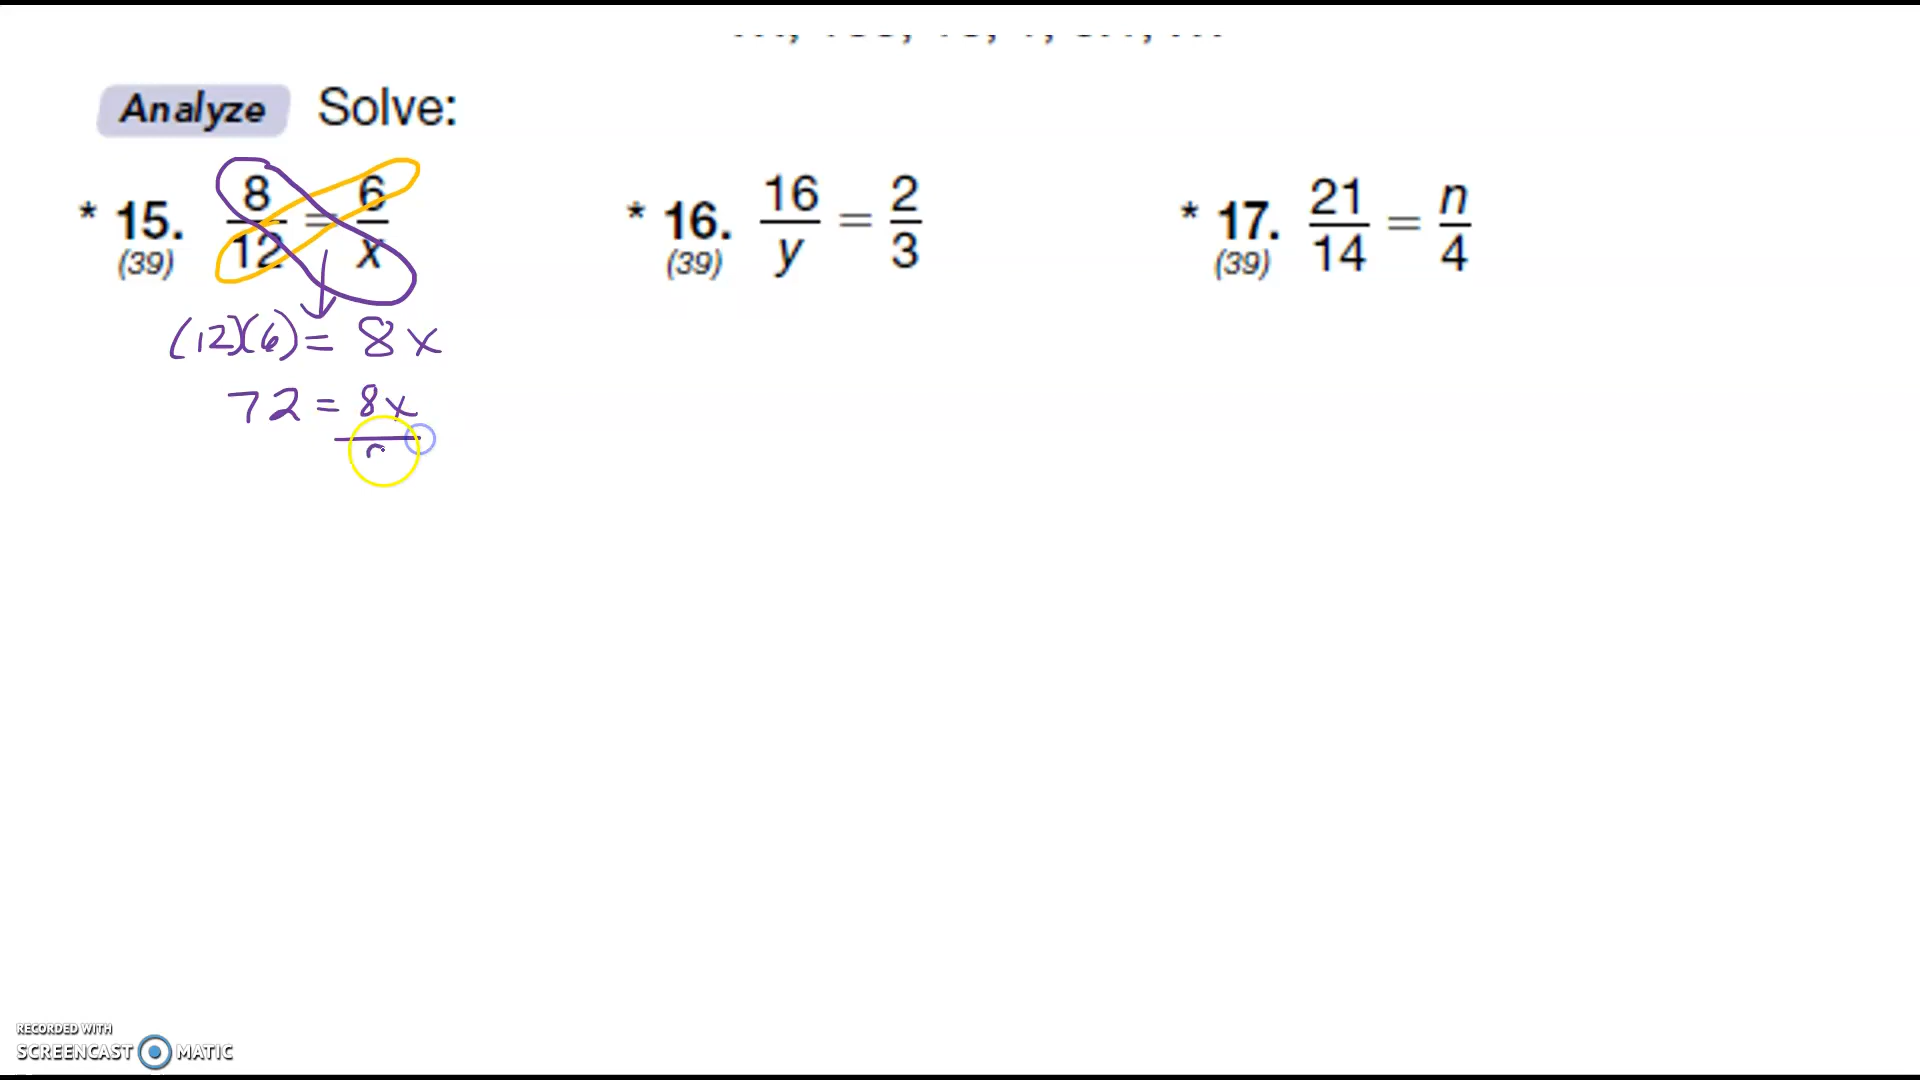 Analyze Solve:
* 15. 8/12 = 6/x
(39)
* 16. 16/y = 2/3
(39)
* 17. 21/14 = n/4
(39)
(12)(6) = 8x
72 = 8x
RECORDED WITH
SCREENCAST MATIC